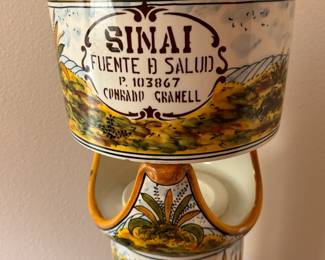 SINAI
FUENTE D SALUD
P. 103867
CONRADO GRANELL